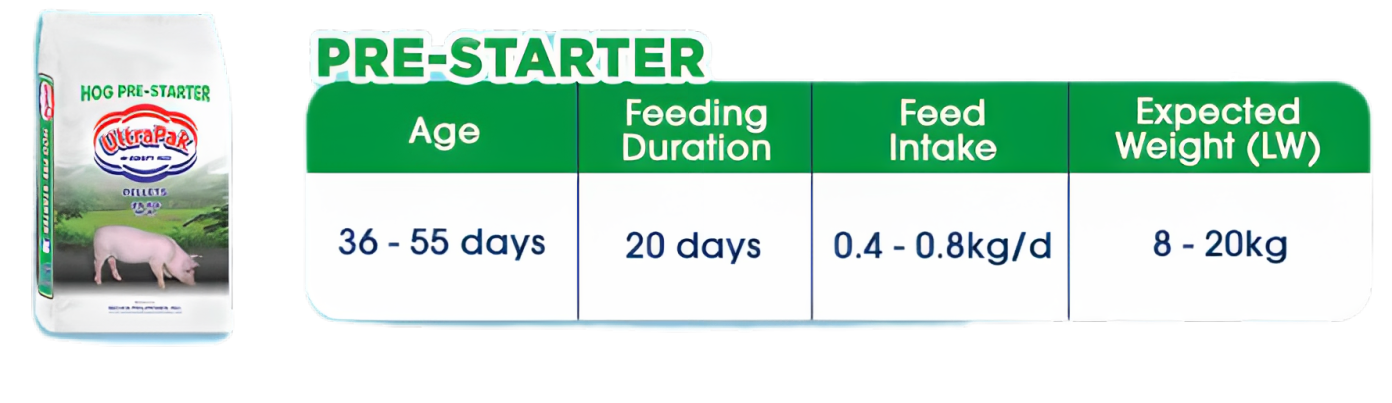 PRE-STARTER
HOG PRE-STARTER
UltraPak
PELLETS
HOG PRE STARTER
Age
Feeding
Duration
Feed
Intake
Expected
Weight (LW)
36 - 55 days
20 days
0.4 - 0.8kg/d
8 - 20kg